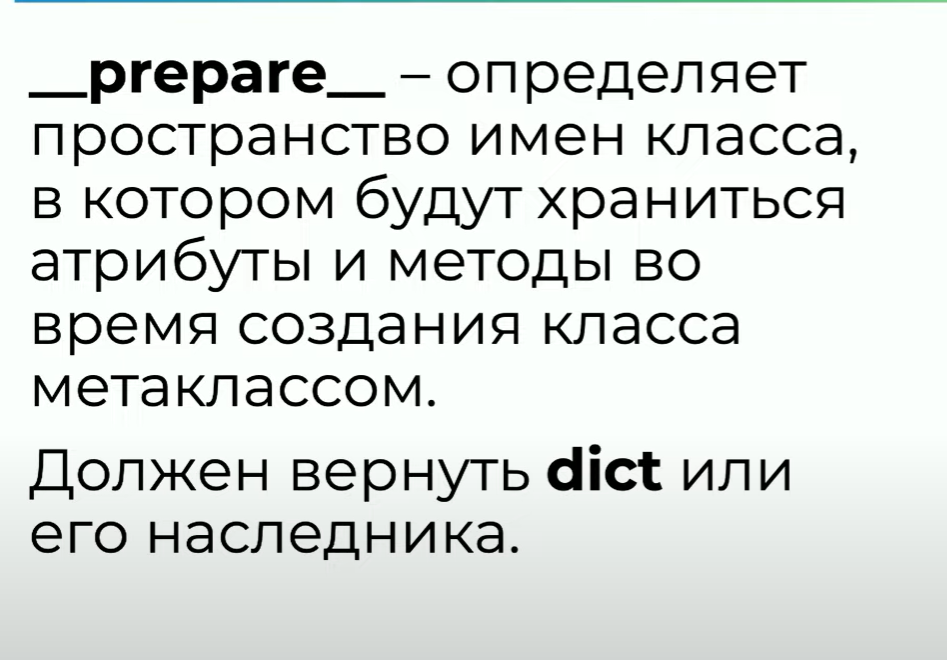 __prepare__ – определяет
пространство имен класса,
в котором будут храниться
атрибуты и методы во
время создания класса
метаклассом.
Должен вернуть dict или
его наследника.